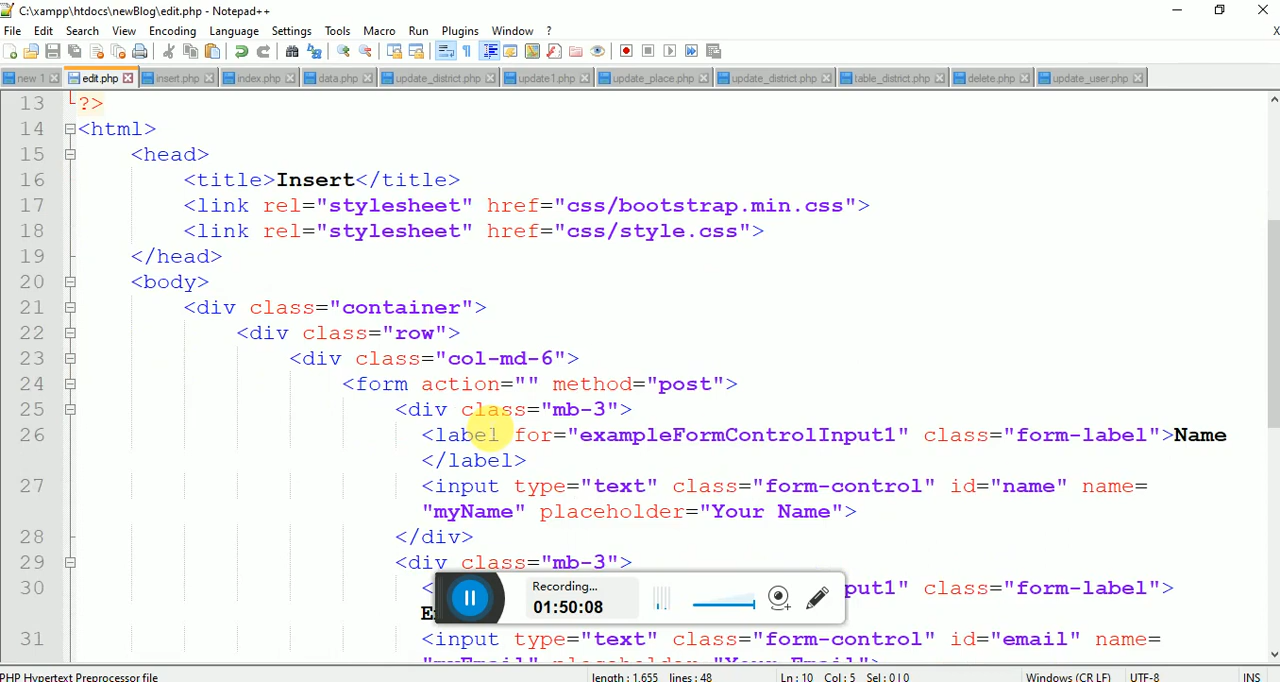 C:\xampp\htdocs\newBlog\edit.php - Notepad++
File Edit Search View Encoding Language Settings Tools Macro Run Plugins Window ?
X
new 1 edit.php insert.php index.php data.php update_district.php update1.php update_place.php update_district.php table_district.php delete.php update_user.php
13 ?>
14 <html>
15 <head>
16 <title>Insert</title>
17 <link rel="stylesheet" href="css/bootstrap.min.css">
18 <link rel="stylesheet" href="css/style.css">
19 </head>
20 <body>
21 <div class="container">
22 <div class="row">
23 <div class="col-md-6">
24 <form action="" method="post">
25 <div class="mb-3">
26 <label for="exampleFormControlInput1" class="form-label">Name
</label>
27 <input type="text" class="form-control" id="name" name=
"myName" placeholder="Your Name">
28 </div>
29 <div class="mb-3">
30 < put1" class="form-label">
31 <input type="text" class="form-control" id="email" name=
"myEmail" placeholder="Your Email">
Recording...
01:50:08
PHP Hypertext Preprocessor file length : 1,655 lines : 48 Ln : 10 Col : 5 Sel : 0 | 0 Windows (CR LF) UTF-8 INS